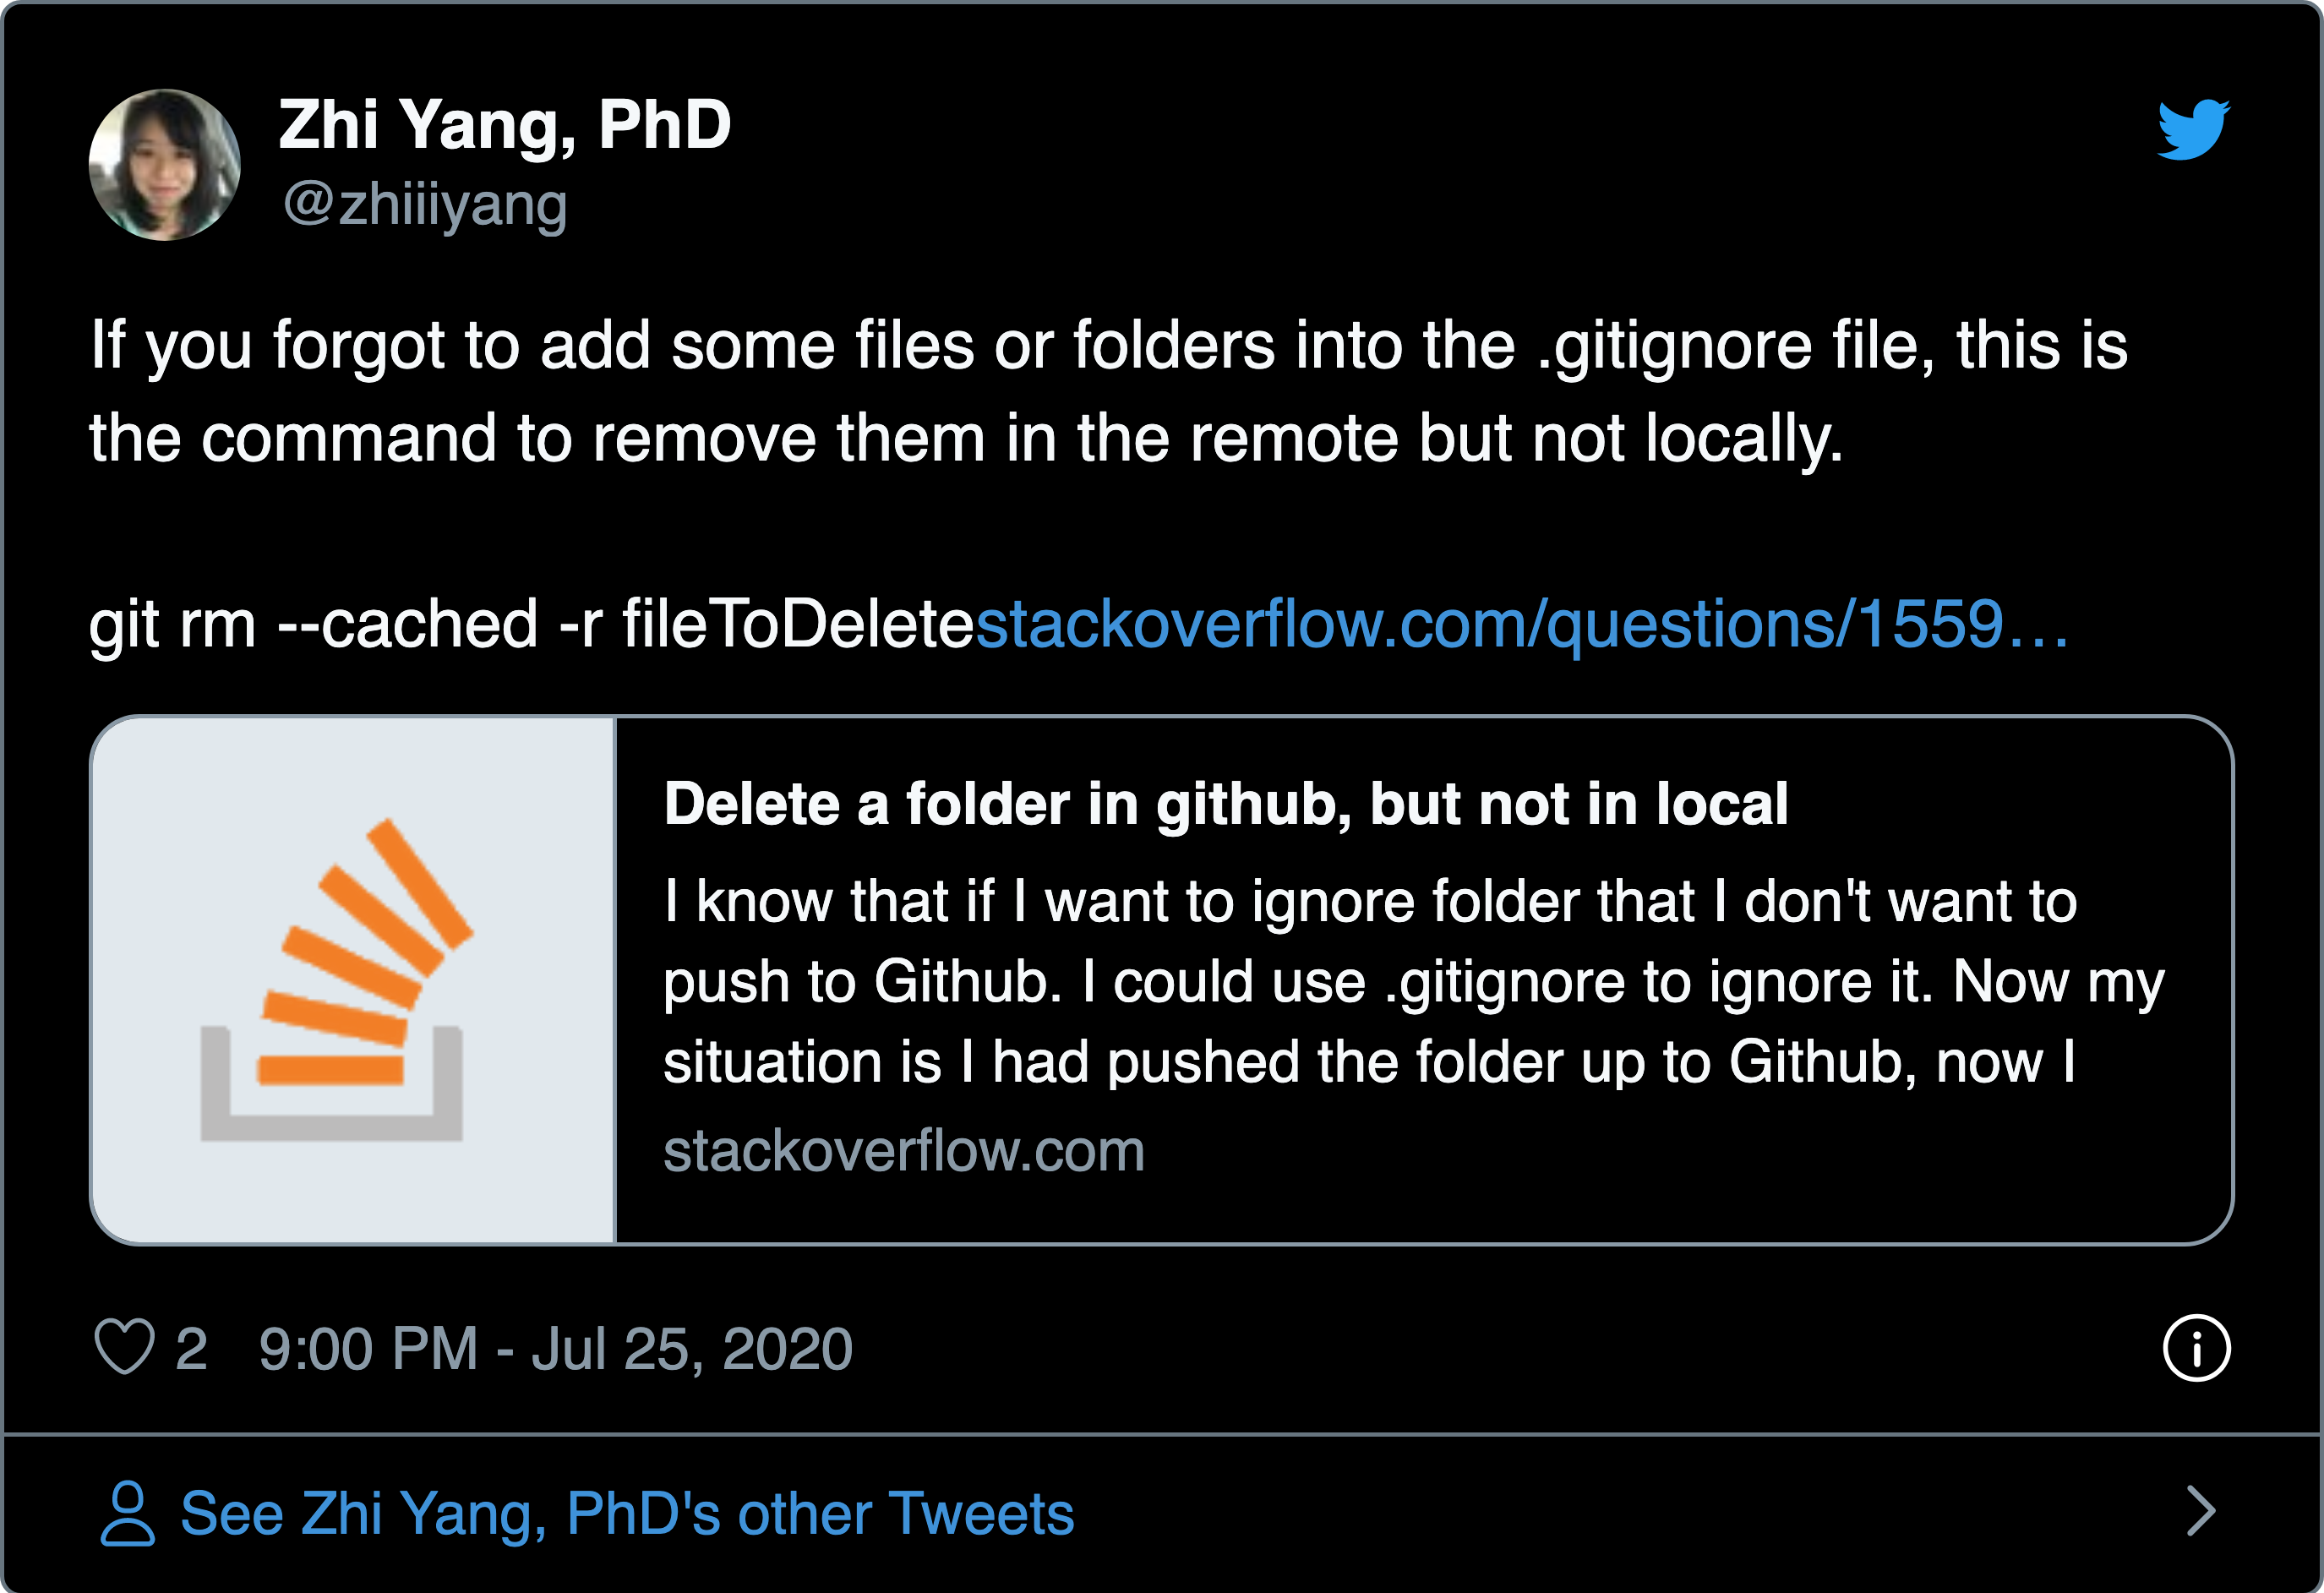 Zhi Yang, PhD
@zhiiiyang
If you forgot to add some files or folders into the .gitignore file, this is
the command to remove them in the remote but not locally.
git rm --cached -r fileToDeletestackoverflow.com/questions/1559…
Delete a folder in github, but not in local
I know that if I want to ignore folder that I don't want to
push to Github. I could use .gitignore to ignore it. Now my
situation is I had pushed the folder up to Github, now I
stackoverflow.com
2 9:00 PM - Jul 25, 2020
See Zhi Yang, PhD's other Tweets